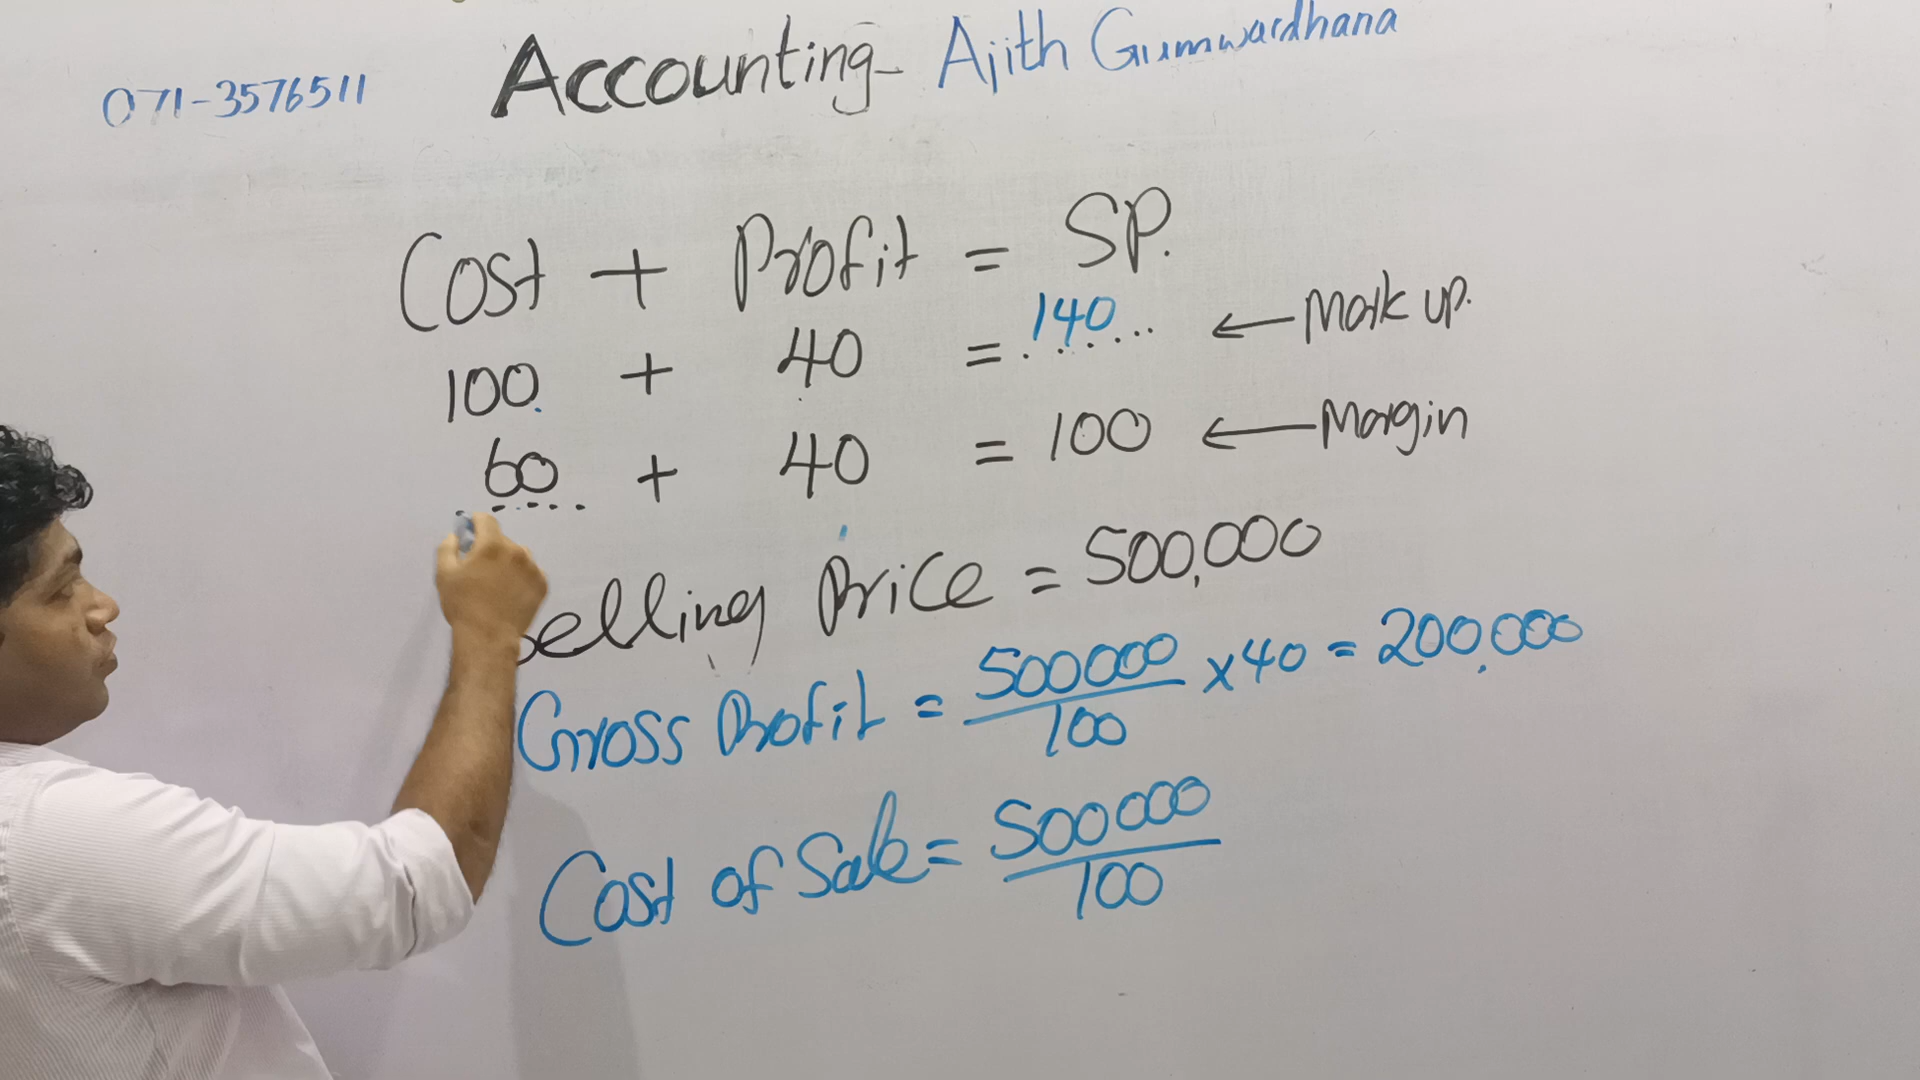 071-3576511 Accounting- Ajith Gunawardhana
Cost + Profit = SP.
100 + 40 = 140 ← Mark up.
60 + 40 = 100 ← Margin
Selling Price = 500,000
Gross Profit = 500000/100 x 40 = 200,000
Cost of Sale = 500000/100